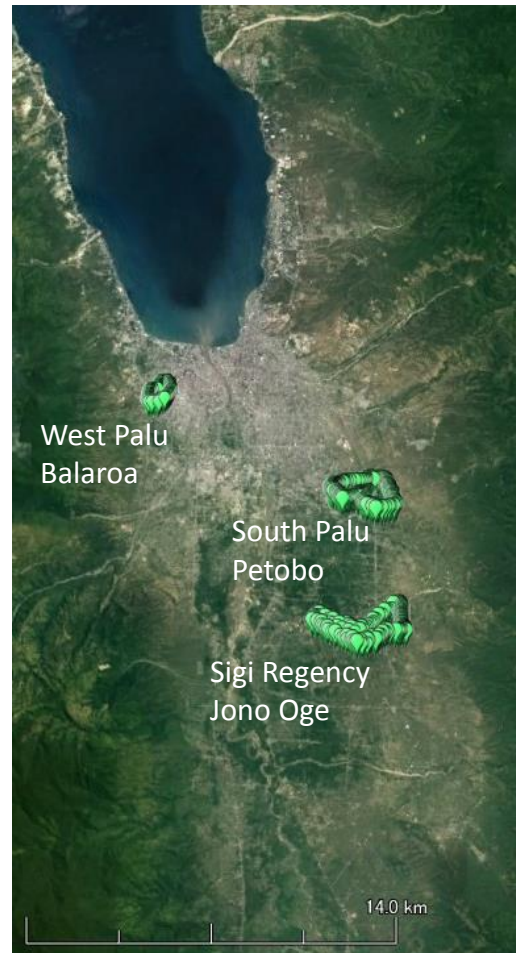 West Palu
Balaroa
South Palu
Petobo
Sigi Regency
Jono Oge
14.0 km